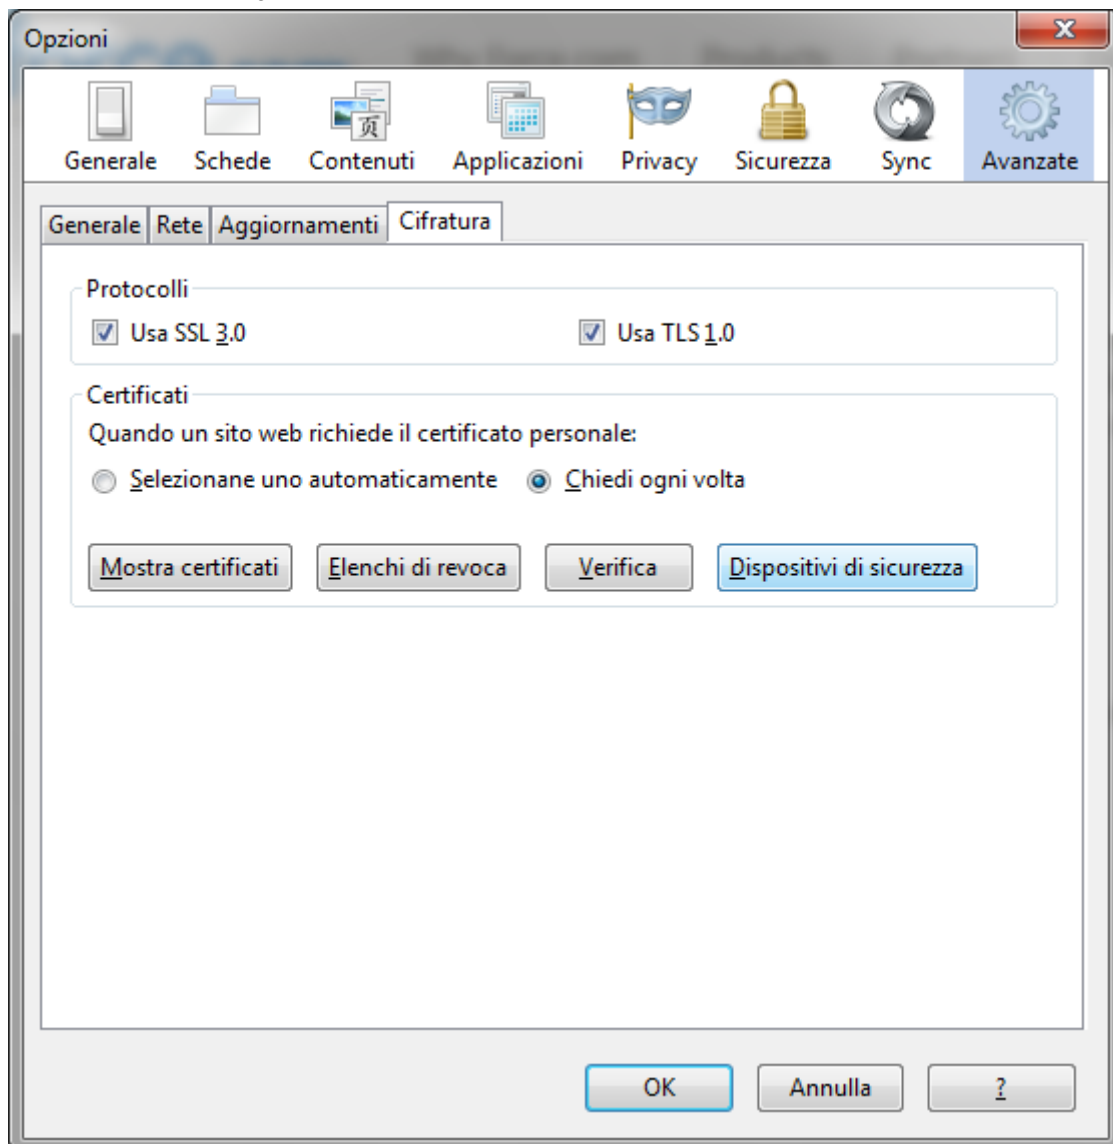 Opzioni
Generale Schede Contenuti Applicazioni Privacy Sicurezza Sync Avanzate
Generale Rete Aggiornamenti Cifratura
Protocolli
Usa SSL 3.0 Usa TLS 1.0
Certificati
Quando un sito web richiede il certificato personale:
Selezionane uno automaticamente Chiedi ogni volta
Mostra certificati Elenchi di revoca Verifica Dispositivi di sicurezza
OK Annulla ?